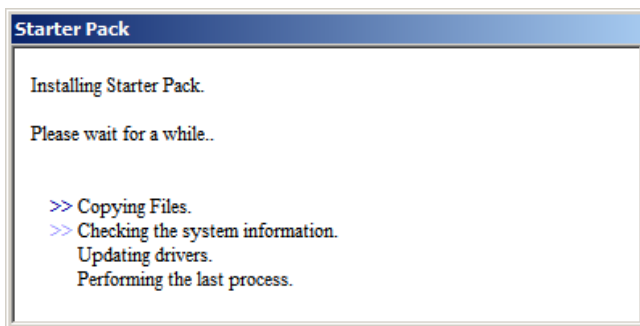 Starter Pack
Installing Starter Pack.
Please wait for a while..
>> Copying Files.
>> Checking the system information.
Updating drivers.
Performing the last process.